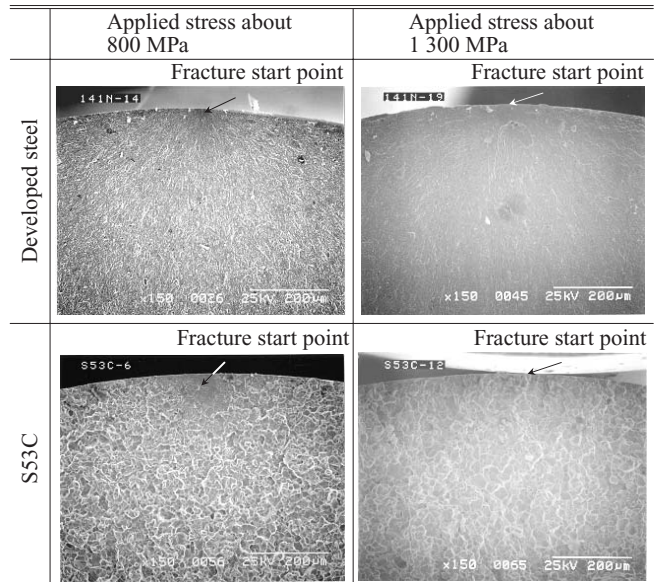 Applied stress about
800 MPa
Applied stress about
1 300 MPa
Developed steel
Fracture start point
141N-14
x150 0026 25kV 200μm
Fracture start point
141N-19
x150 0045 25kV 200μm
S53C
Fracture start point
S53C-6
x150 0056 25kV 200μm
Fracture start point
S53C-12
x150 0065 25kV 200μm